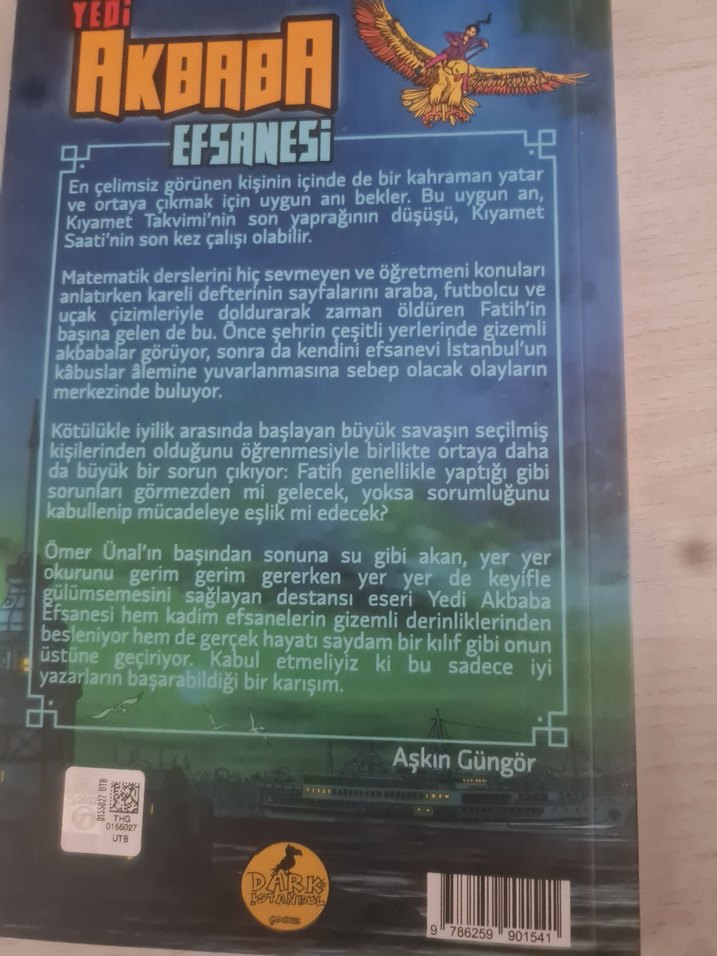 YEDİ
AKBABA
EFSANESİ
En çelimsiz görünen kişinin içinde de bir kahraman yatar
ve ortaya çıkmak için uygun anı bekler. Bu uygun an,
Kıyamet Takvimi'nin son yaprağının düşüşü, Kıyamet
Saati'nin son kez çalışı olabilir.
Matematik derslerini hiç sevmeyen ve öğretmeni konuları
anlatırken kareli defterinin sayfalarını araba, futbolcu ve
uçak çizimleriyle doldurarak zaman öldüren Fatih'in
başına gelen de bu. Önce şehrin çeşitli yerlerinde gizemli
akbabalar görüyor, sonra da kendini efsanevi İstanbul'un
kâbuslar âlemine yuvarlanmasına sebep olacak olayların
merkezinde buluyor.
Kötülükle iyilik arasında başlayan büyük savaşın seçilmiş
kişilerinden olduğunu öğrenmesiyle birlikte ortaya daha
da büyük bir sorun çıkıyor: Fatih genellikle yaptığı gibi
sorunları görmezden mi gelecek, yoksa sorumluğunu
kabullenip mücadeleye eşlik mi edecek?
Ömer Ünal'ın başından sonuna su gibi akan, yer yer
okurunu gerim gerim gererken yer yer de keyifle
gülümsemesini sağlayan destansı eseri Yedi Akbaba
Efsanesi hem kadim efsanelerin gizemli derinliklerinden
besleniyor hem de gerçek hayatı saydam bir kılıf gibi onun
üstüne geçiriyor. Kabul etmeliyiz ki bu sadece iyi
yazarların başarabildiği bir karışım.
Aşkın Güngör
0155027 UTB
THG
0155027
UTB
DARK
İSTANBUL
ÇOCUK
9 786259 901541